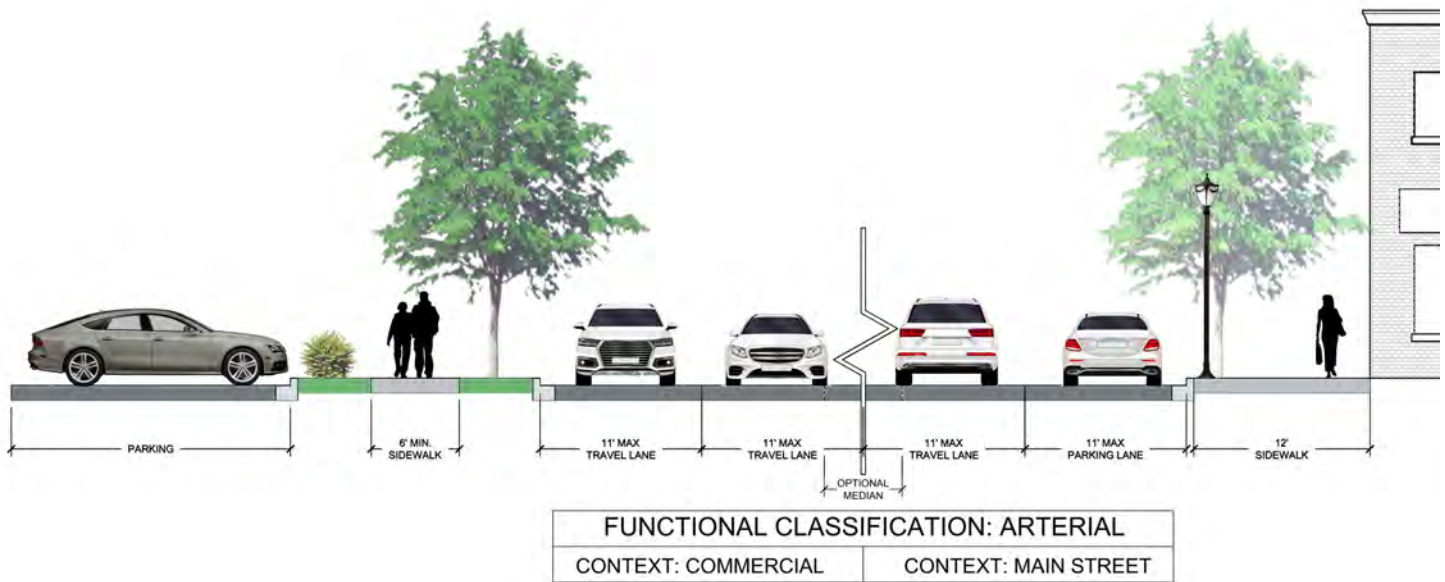 PARKING
6' MIN.
SIDEWALK
11' MAX
TRAVEL LANE
11' MAX
TRAVEL LANE
11' MAX
TRAVEL LANE
11' MAX
PARKING LANE
12'
SIDEWALK
OPTIONAL
MEDIAN
FUNCTIONAL CLASSIFICATION: ARTERIAL
CONTEXT: COMMERCIAL
CONTEXT: MAIN STREET